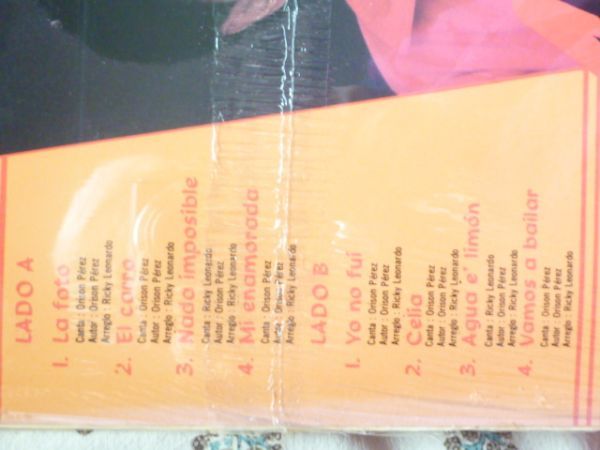 LADO A
1. La foto
Canta : Orison Pérez
Autor : Orison Pérez
Arreglo : Ricky Leonardo
2. El carro
Canta : Orison Pérez
Autor : Orison Pérez
Arreglo : Ricky Leonardo
3. Nada imposible
Canta : Ricky Leonardo
Autor : Orison Pérez
Arreglo : Ricky Leonardo
4. Mi enamorada
Canta : Orison Pérez
Autor : Orison Pérez
Arreglo : Ricky Leonardo
LADO B
1. Yo no fui
Canta : Orison Pérez
Autor : Orison Pérez
Arreglo : Ricky Leonardo
2. Celia
Canta : Orison Pérez
Autor : Orison Pérez
Arreglo : Ricky Leonardo
3. Agua e' limón
Canta : Ricky Leonardo
Autor : Orison Pérez
Arreglo : Ricky Leonardo
4. Vamos a bailar
Canta : Orison Pérez
Autor : Orison Pérez
Arreglo : Ricky Leonardo